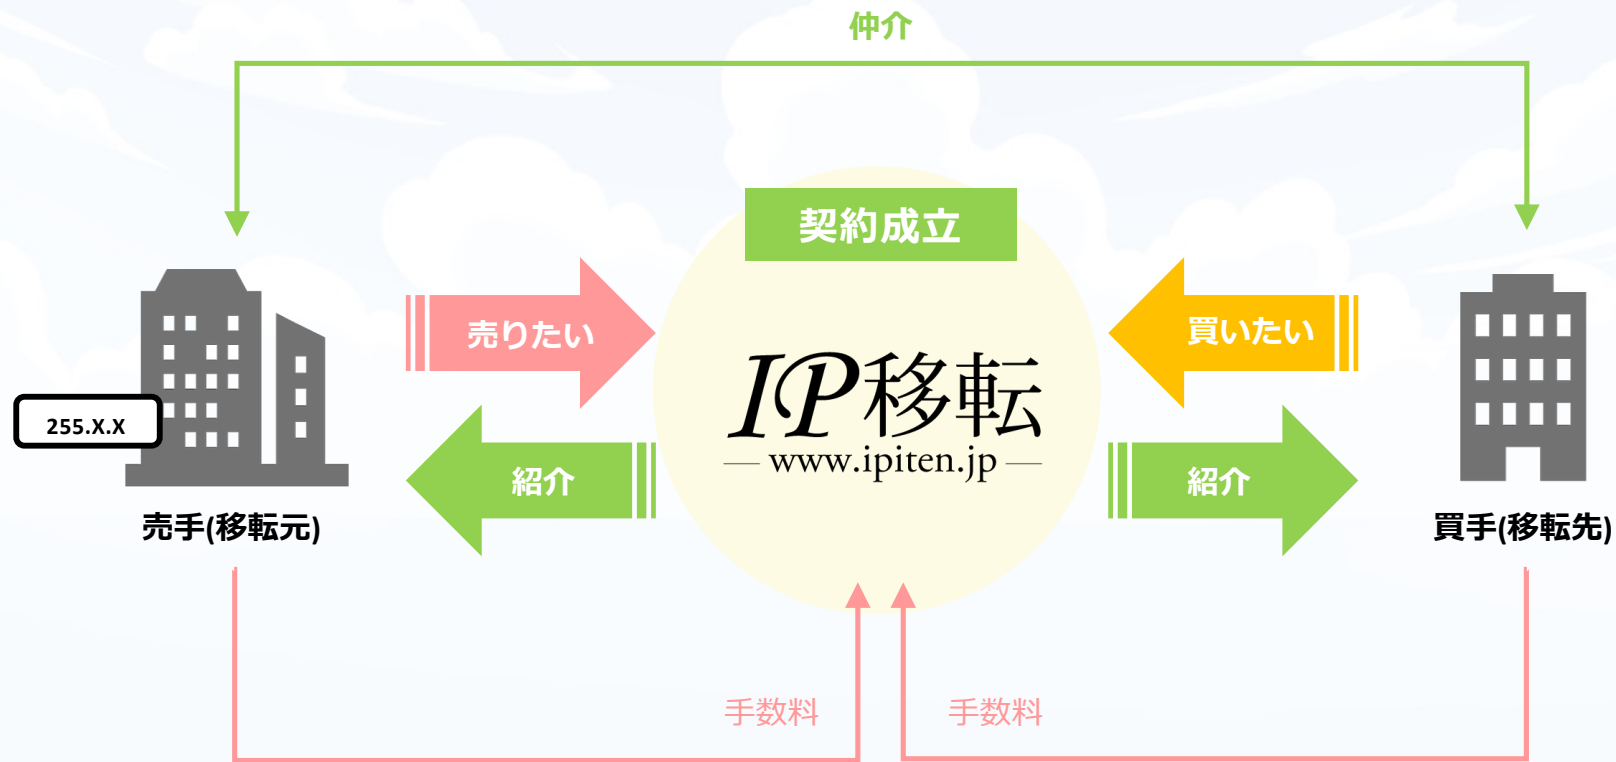 仲介
契約成立
売りたい
買いたい
IP移転
www.ipiten.jp
255.X.X
紹介
紹介
売手(移転元)
買手(移転先)
手数料
手数料